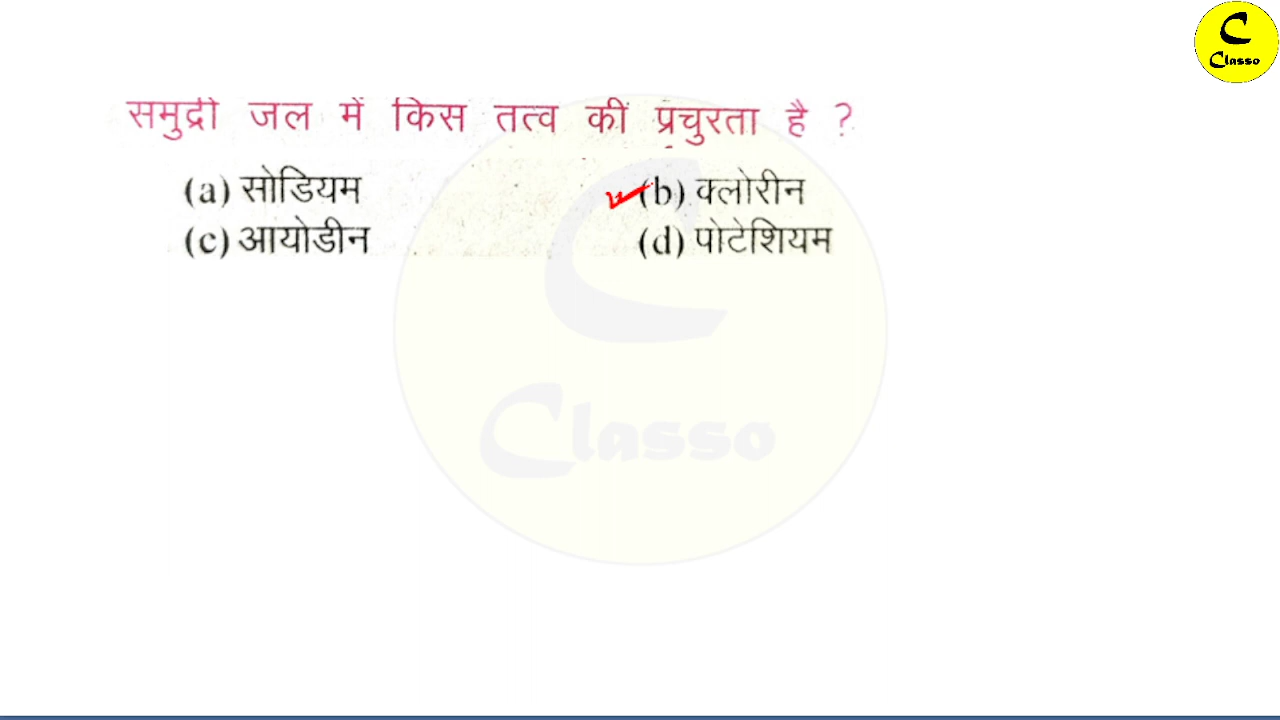 C
Classo
समुद्री जल में किस तत्व की प्रचुरता है ?
(a) सोडियम (b) क्लोरीन
(c) आयोडीन (d) पोटेशियम
C
Classo